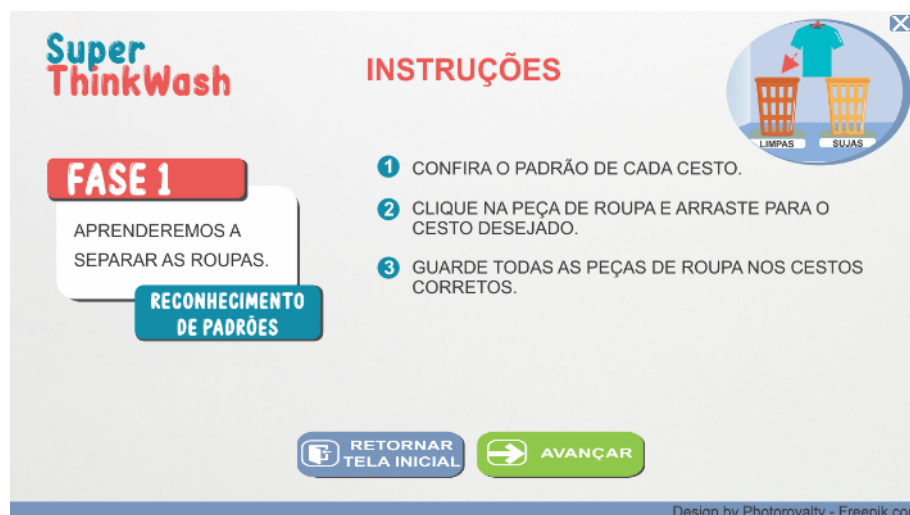 Super
ThinkWash
INSTRUÇÕES
LIMPAS
SUJAS
FASE 1
APRENDEREMOS A
SEPARAR AS ROUPAS.
RECONHECIMENTO
DE PADRÕES
1 CONFIRA O PADRÃO DE CADA CESTO.
2 CLIQUE NA PEÇA DE ROUPA E ARRASTE PARA O
CESTO DESEJADO.
3 GUARDE TODAS AS PEÇAS DE ROUPA NOS CESTOS
CORRETOS.
RETORNAR
TELA INICIAL
AVANÇAR
Design by Photoroyalty - Freepik.co